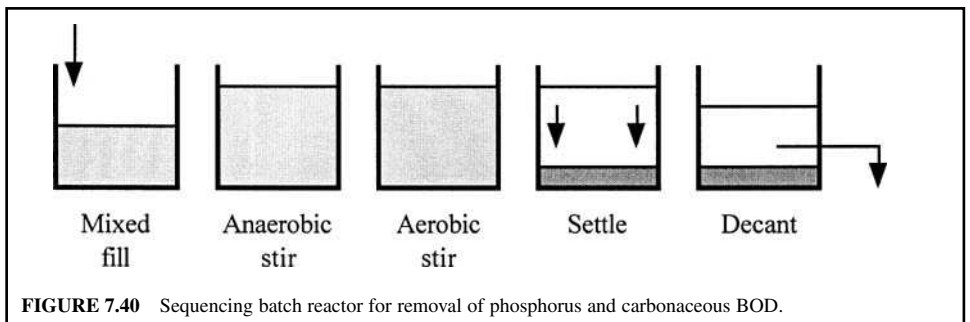 Mixed
fill
Anaerobic
stir
Aerobic
stir
Settle
Decant
FIGURE 7.40 Sequencing batch reactor for removal of phosphorus and carbonaceous BOD.